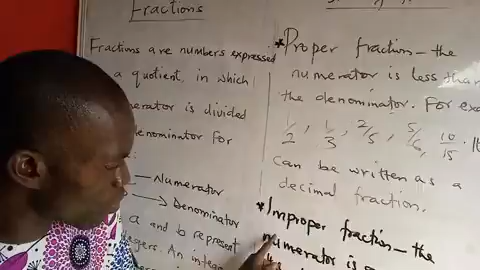 Fractions
Fractions are numbers expressed
a quotient, in which
erator is divided
denominator For
:
Numerator
Denominator
a and b represent
tegers. An intege
*Proper fraction – the
numerator is less than
the denominator. For exa
1/2, 1/3, 2/5, 5/6, 10/15. It
can be written as a
decimal fraction.
*Improper fraction – the
numerator is